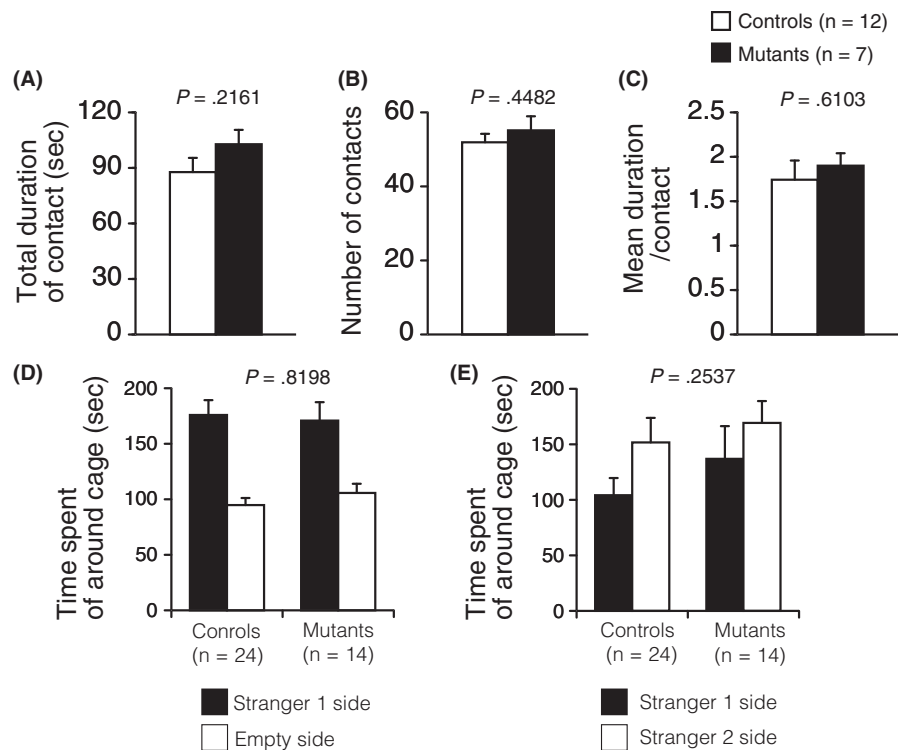 Controls (n = 12)
Mutants (n = 7)
(A)
P = .2161
Total duration
of contact (sec)
120
90
60
30
0
(B)
P = .4482
Number of contacts
60
40
20
0
(C)
P = .6103
Mean duration
/contact
2.5
2
1.5
1
0.5
0
(D)
P = .8198
Time spent
of around cage (sec)
200
150
100
50
0
Conrols
(n = 24)
Mutants
(n = 14)
Stranger 1 side
Empty side
(E)
P = .2537
Time spent
of around cage (sec)
200
150
100
50
0
Controls
(n = 24)
Mutants
(n = 14)
Stranger 1 side
Stranger 2 side